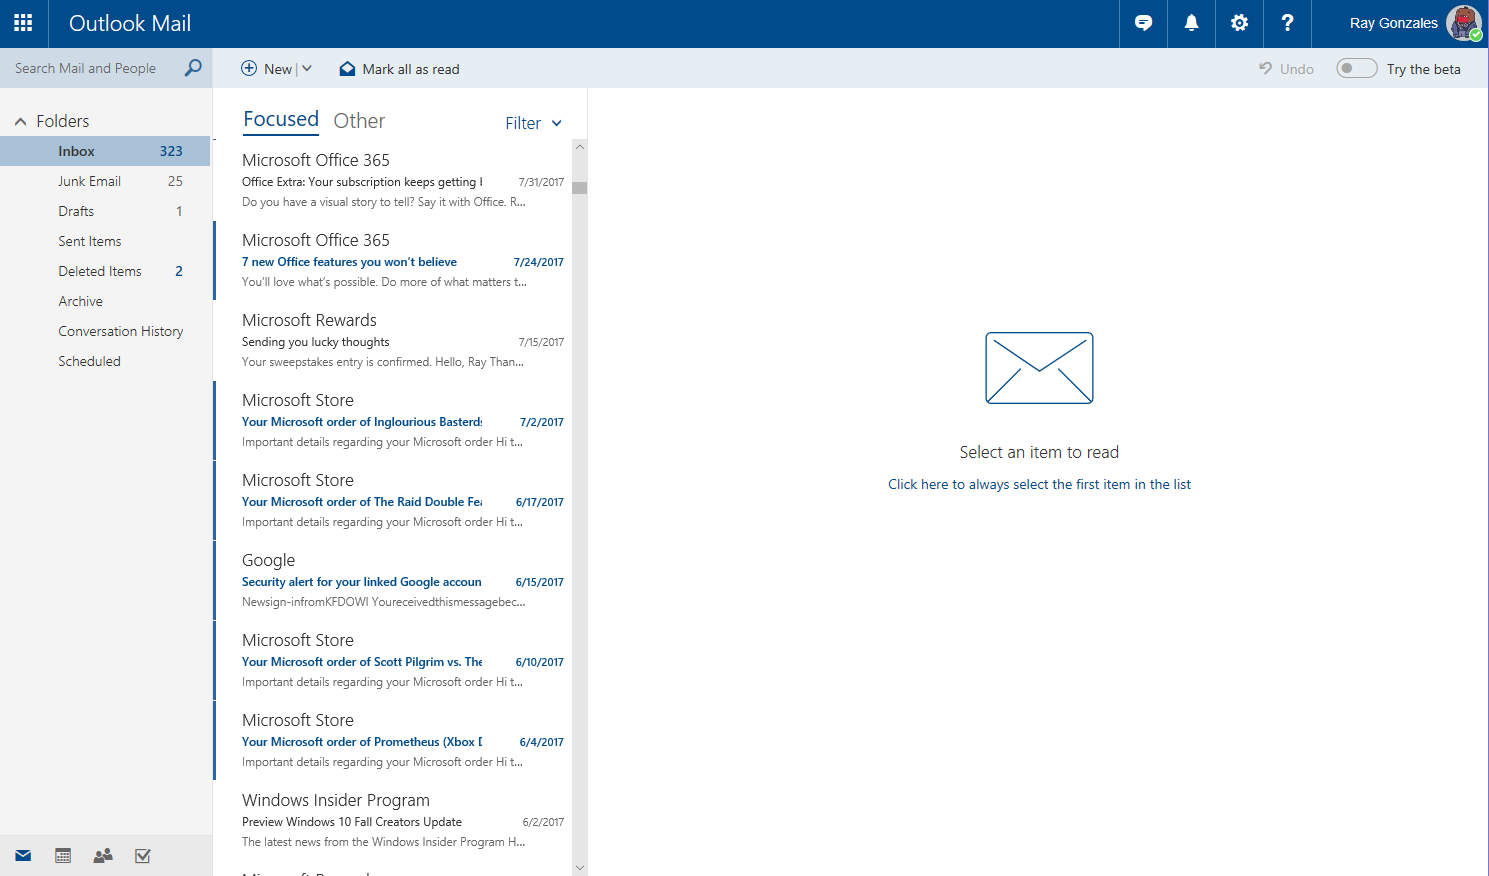 Outlook Mail
?
Ray Gonzales
Search Mail and People
New
Mark all as read
Undo
Try the beta
Folders
Inbox 323
Junk Email 25
Drafts 1
Sent Items
Deleted Items 2
Archive
Conversation History
Scheduled
Focused Other
Filter
Microsoft Office 365
Office Extra: Your subscription keeps getting 7/31/2017
Do you have a visual story to tell? Say it with Office. R...
Microsoft Office 365
7 new Office features you won't believe 7/24/2017
You'll love what's possible. Do more of what matters t...
Microsoft Rewards
Sending you lucky thoughts 7/15/2017
Your sweepstakes entry is confirmed. Hello, Ray Than...
Microsoft Store
Your Microsoft order of Inglourious Basterds 7/2/2017
Important details regarding your Microsoft order Hi t...
Microsoft Store
Your Microsoft order of The Raid Double Fea 6/17/2017
Important details regarding your Microsoft order Hi t...
Google
Security alert for your linked Google accoun 6/15/2017
Newsign-infromKFDOWI Youreceivedthismessagebec...
Microsoft Store
Your Microsoft order of Scott Pilgrim vs. The 6/10/2017
Important details regarding your Microsoft order Hi t...
Microsoft Store
Your Microsoft order of Prometheus (Xbox 6/4/2017
Important details regarding your Microsoft order Hi t...
Windows Insider Program
Preview Windows 10 Fall Creators Update 6/2/2017
The latest news from the Windows Insider Program H...
Select an item to read
Click here to always select the first item in the list